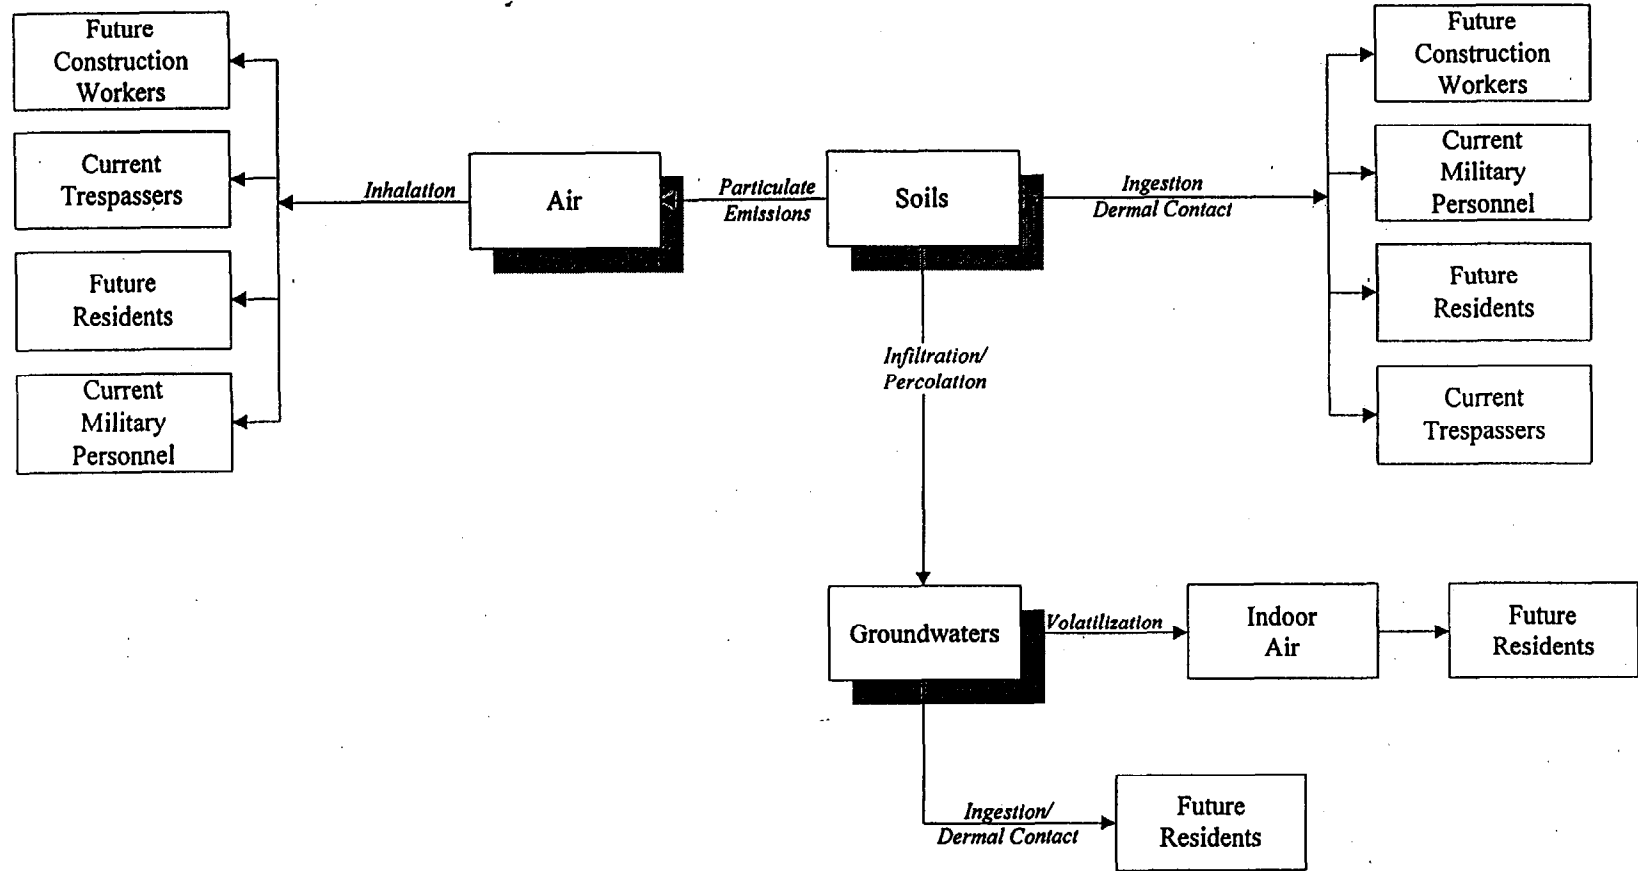 Future
Construction
Workers
Current
Trespassers
Future
Residents
Current
Military
Personnel
Inhalation
Air
Particulate
Emissions
Soils
Ingestion
Dermal Contact
Future
Construction
Workers
Current
Military
Personnel
Future
Residents
Current
Trespassers
Infiltration/
Percolation
Groundwaters
Volatilization
Indoor
Air
Future
Residents
Ingestion/
Dermal Contact
Future
Residents